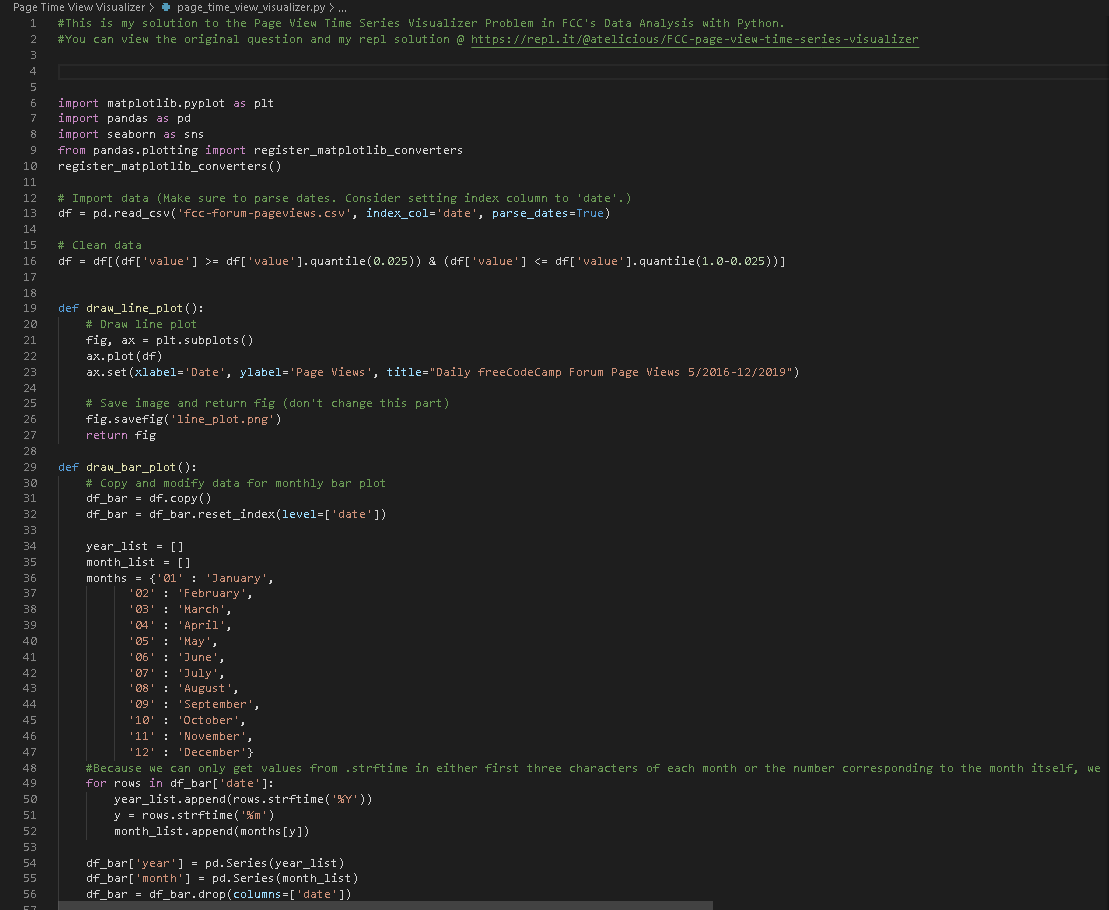 Page Time View Visualizer > page_time_view_visualizer.py > ...
1 #This is my solution to the Page View Time Series Visualizer Problem in FCC's Data Analysis with Python.
2 #You can view the original question and my repl solution @ https://repl.it/@atelicious/FCC-page-view-time-series-visualizer
3
4
5
6 import matplotlib.pyplot as plt
7 import pandas as pd
8 import seaborn as sns
9 from pandas.plotting import register_matplotlib_converters
10 register_matplotlib_converters()
11
12 # Import data (Make sure to parse dates. Consider setting index column to 'date'.)
13 df = pd.read_csv('fcc-forum-pageviews.csv', index_col='date', parse_dates=True)
14
15 # Clean data
16 df = df[(df['value'] >= df['value'].quantile(0.025)) & (df['value'] <= df['value'].quantile(1.0-0.025))]
17
18
19 def draw_line_plot():
20     # Draw line plot
21     fig, ax = plt.subplots()
22     ax.plot(df)
23     ax.set(xlabel='Date', ylabel='Page Views', title="Daily freeCodeCamp Forum Page Views 5/2016-12/2019")
24
25     # Save image and return fig (don't change this part)
26     fig.savefig('line_plot.png')
27     return fig
28
29 def draw_bar_plot():
30     # Copy and modify data for monthly bar plot
31     df_bar = df.copy()
32     df_bar = df_bar.reset_index(level=['date'])
33
34     year_list = []
35     month_list = []
36     months = {'01' : 'January',
37           '02' : 'February',
38           '03' : 'March',
39           '04' : 'April',
40           '05' : 'May',
41           '06' : 'June',
42           '07' : 'July',
43           '08' : 'August',
44           '09' : 'September',
45           '10' : 'October',
46           '11' : 'November',
47           '12' : 'December'}
48     #Because we can only get values from .strftime in either first three characters of each month or the number corresponding to the month itself, we
49     for rows in df_bar['date']:
50         year_list.append(rows.strftime('%Y'))
51         y = rows.strftime('%m')
52         month_list.append(months[y])
53
54     df_bar['year'] = pd.Series(year_list)
55     df_bar['month'] = pd.Series(month_list)
56     df_bar = df_bar.drop(columns=['date'])
57